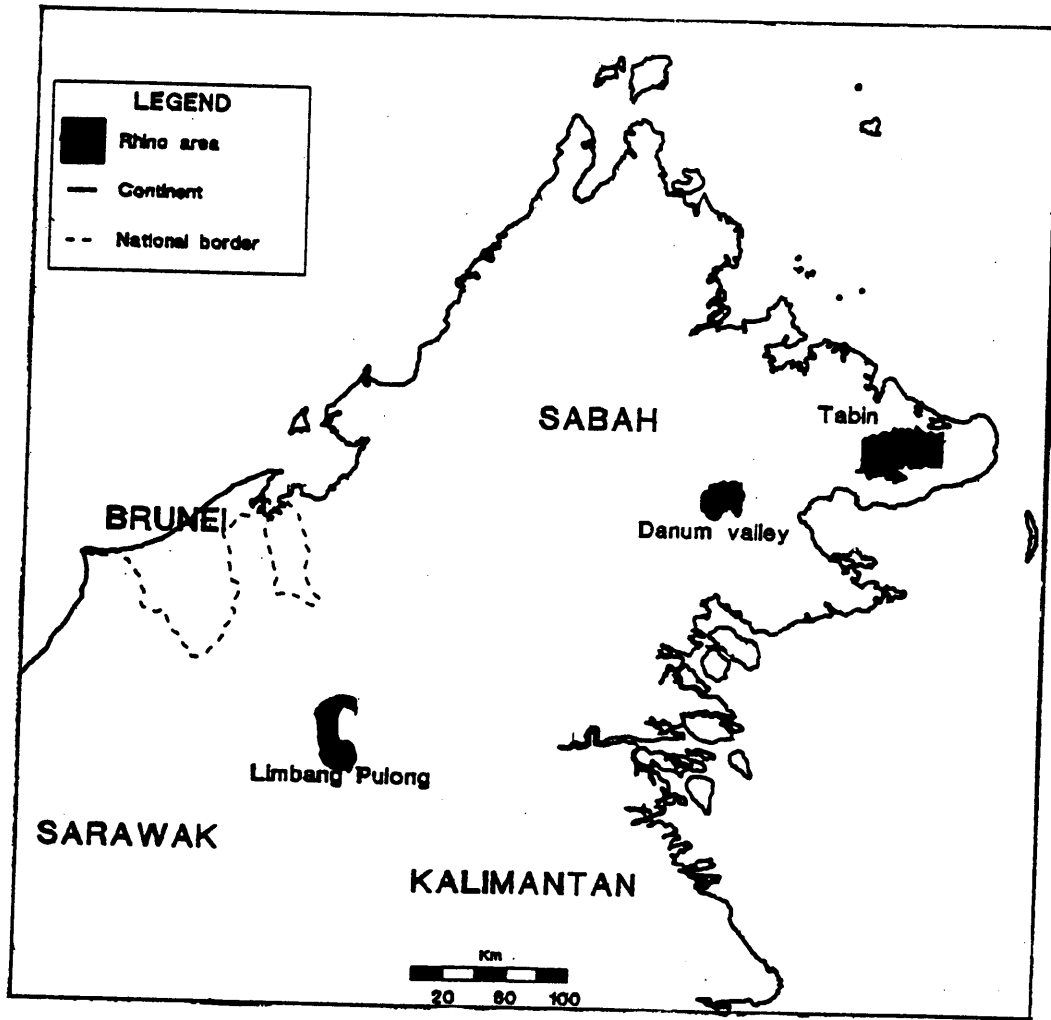 LEGEND
Rhino area
Continent
National border
SABAH
Tabin
BRUNEI
Danum valley
Limbang Pulong
SARAWAK
KALIMANTAN
Km
20 60 100